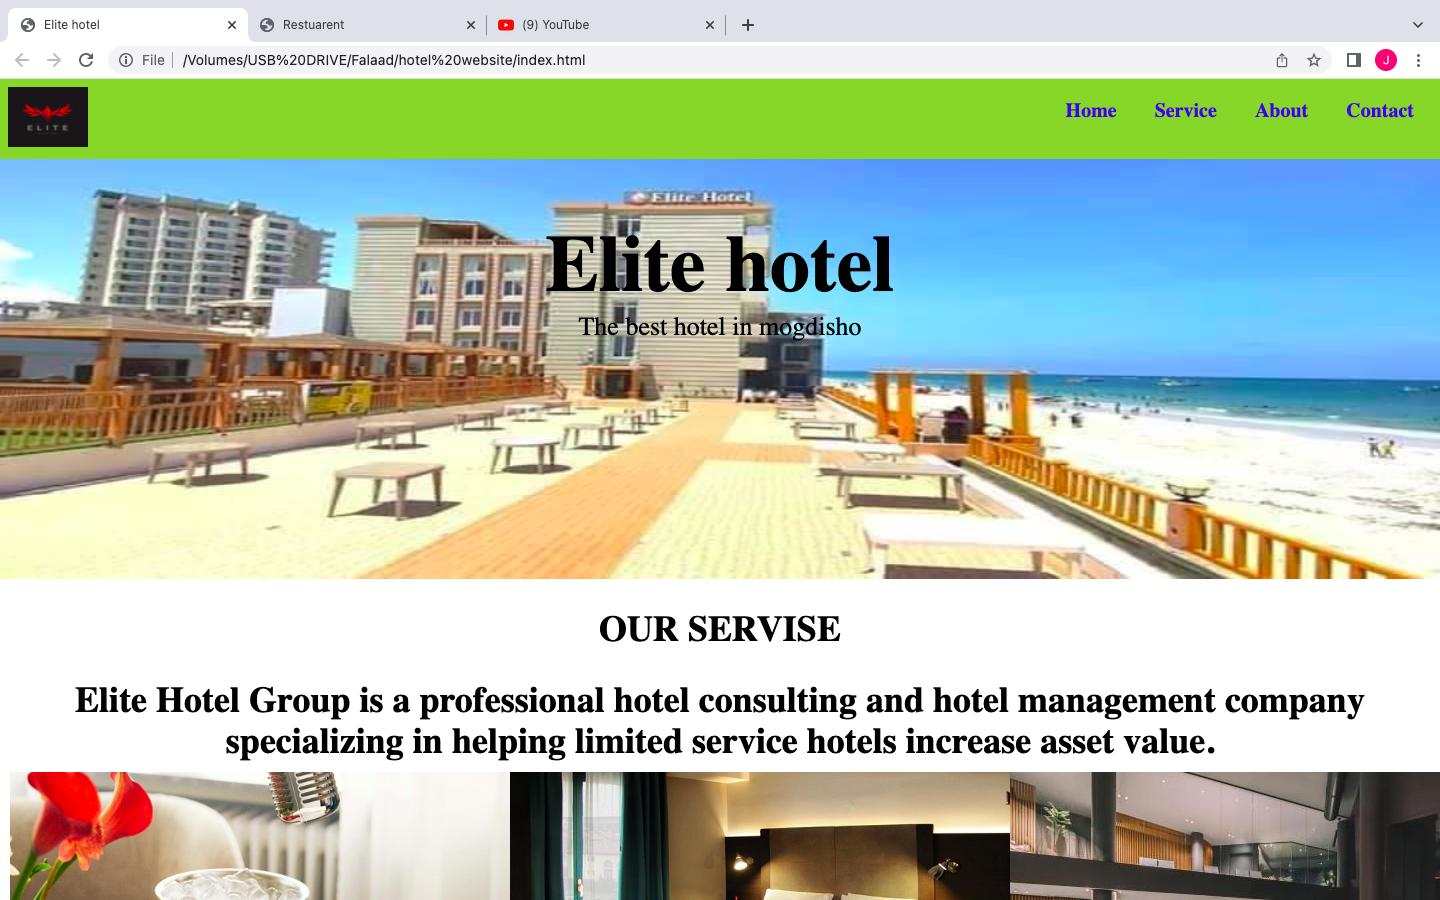 Elite hotel
Restuarent
(9) YouTube
File
/Volumes/USB%20DRIVE/Falaad/hotel%20website/index.html
J
ELITE
Home
Service
About
Contact
Elite Hotel
Elite hotel
The best hotel in mogdisho
OUR SERVISE
Elite Hotel Group is a professional hotel consulting and hotel management company
specializing in helping limited service hotels increase asset value.